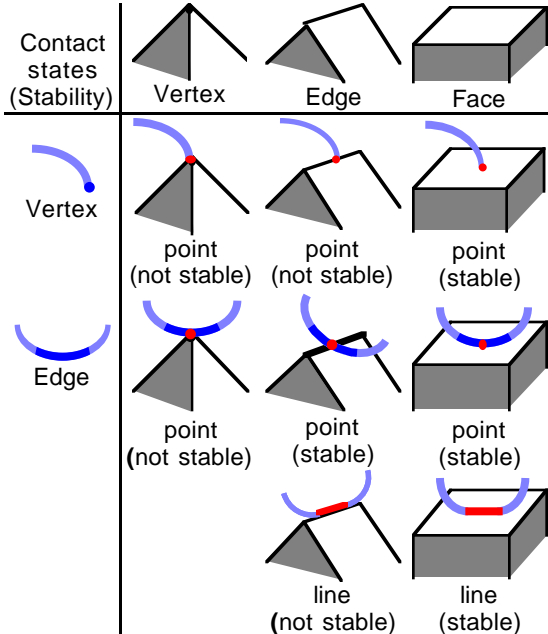 Contact
states
(Stability)
Vertex
Edge
Face
Vertex
point
(not stable)
point
(not stable)
point
(stable)
Edge
point
(not stable)
point
(stable)
point
(stable)
line
(not stable)
line
(stable)